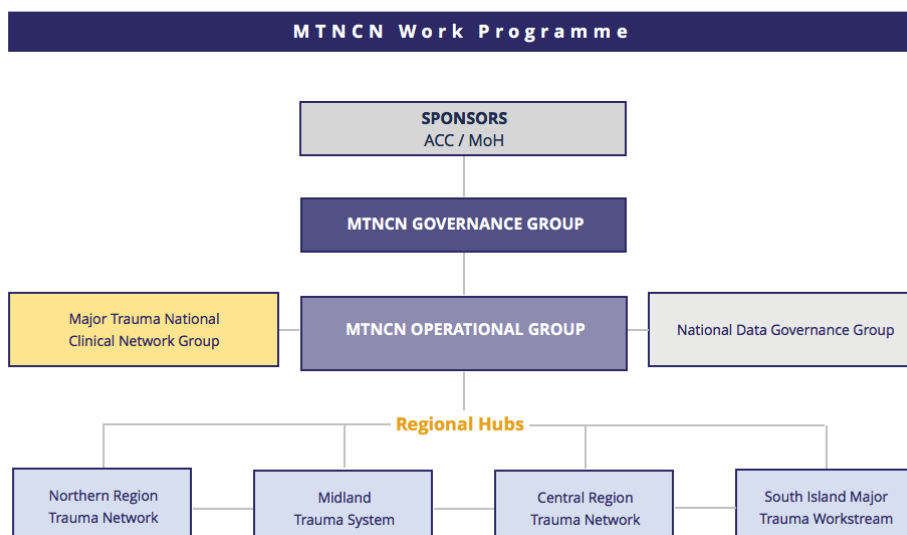 MTNCN Work Programme
SPONSORS
ACC / MoH
MTNCN GOVERNANCE GROUP
Major Trauma National
Clinical Network Group
MTNCN OPERATIONAL GROUP
National Data Governance Group
Regional Hubs
Northern Region
Trauma Network
Midland
Trauma System
Central Region
Trauma Network
South Island Major
Trauma Workstream